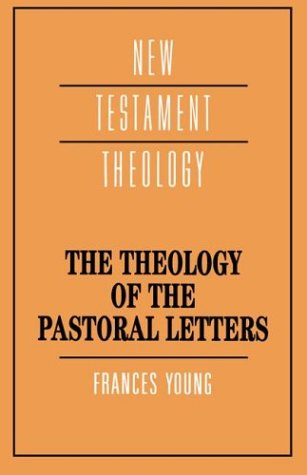 NEW
TESTAMENT
THEOLOGY
THE THEOLOGY
OF THE
PASTORAL LETTERS
FRANCES YOUNG